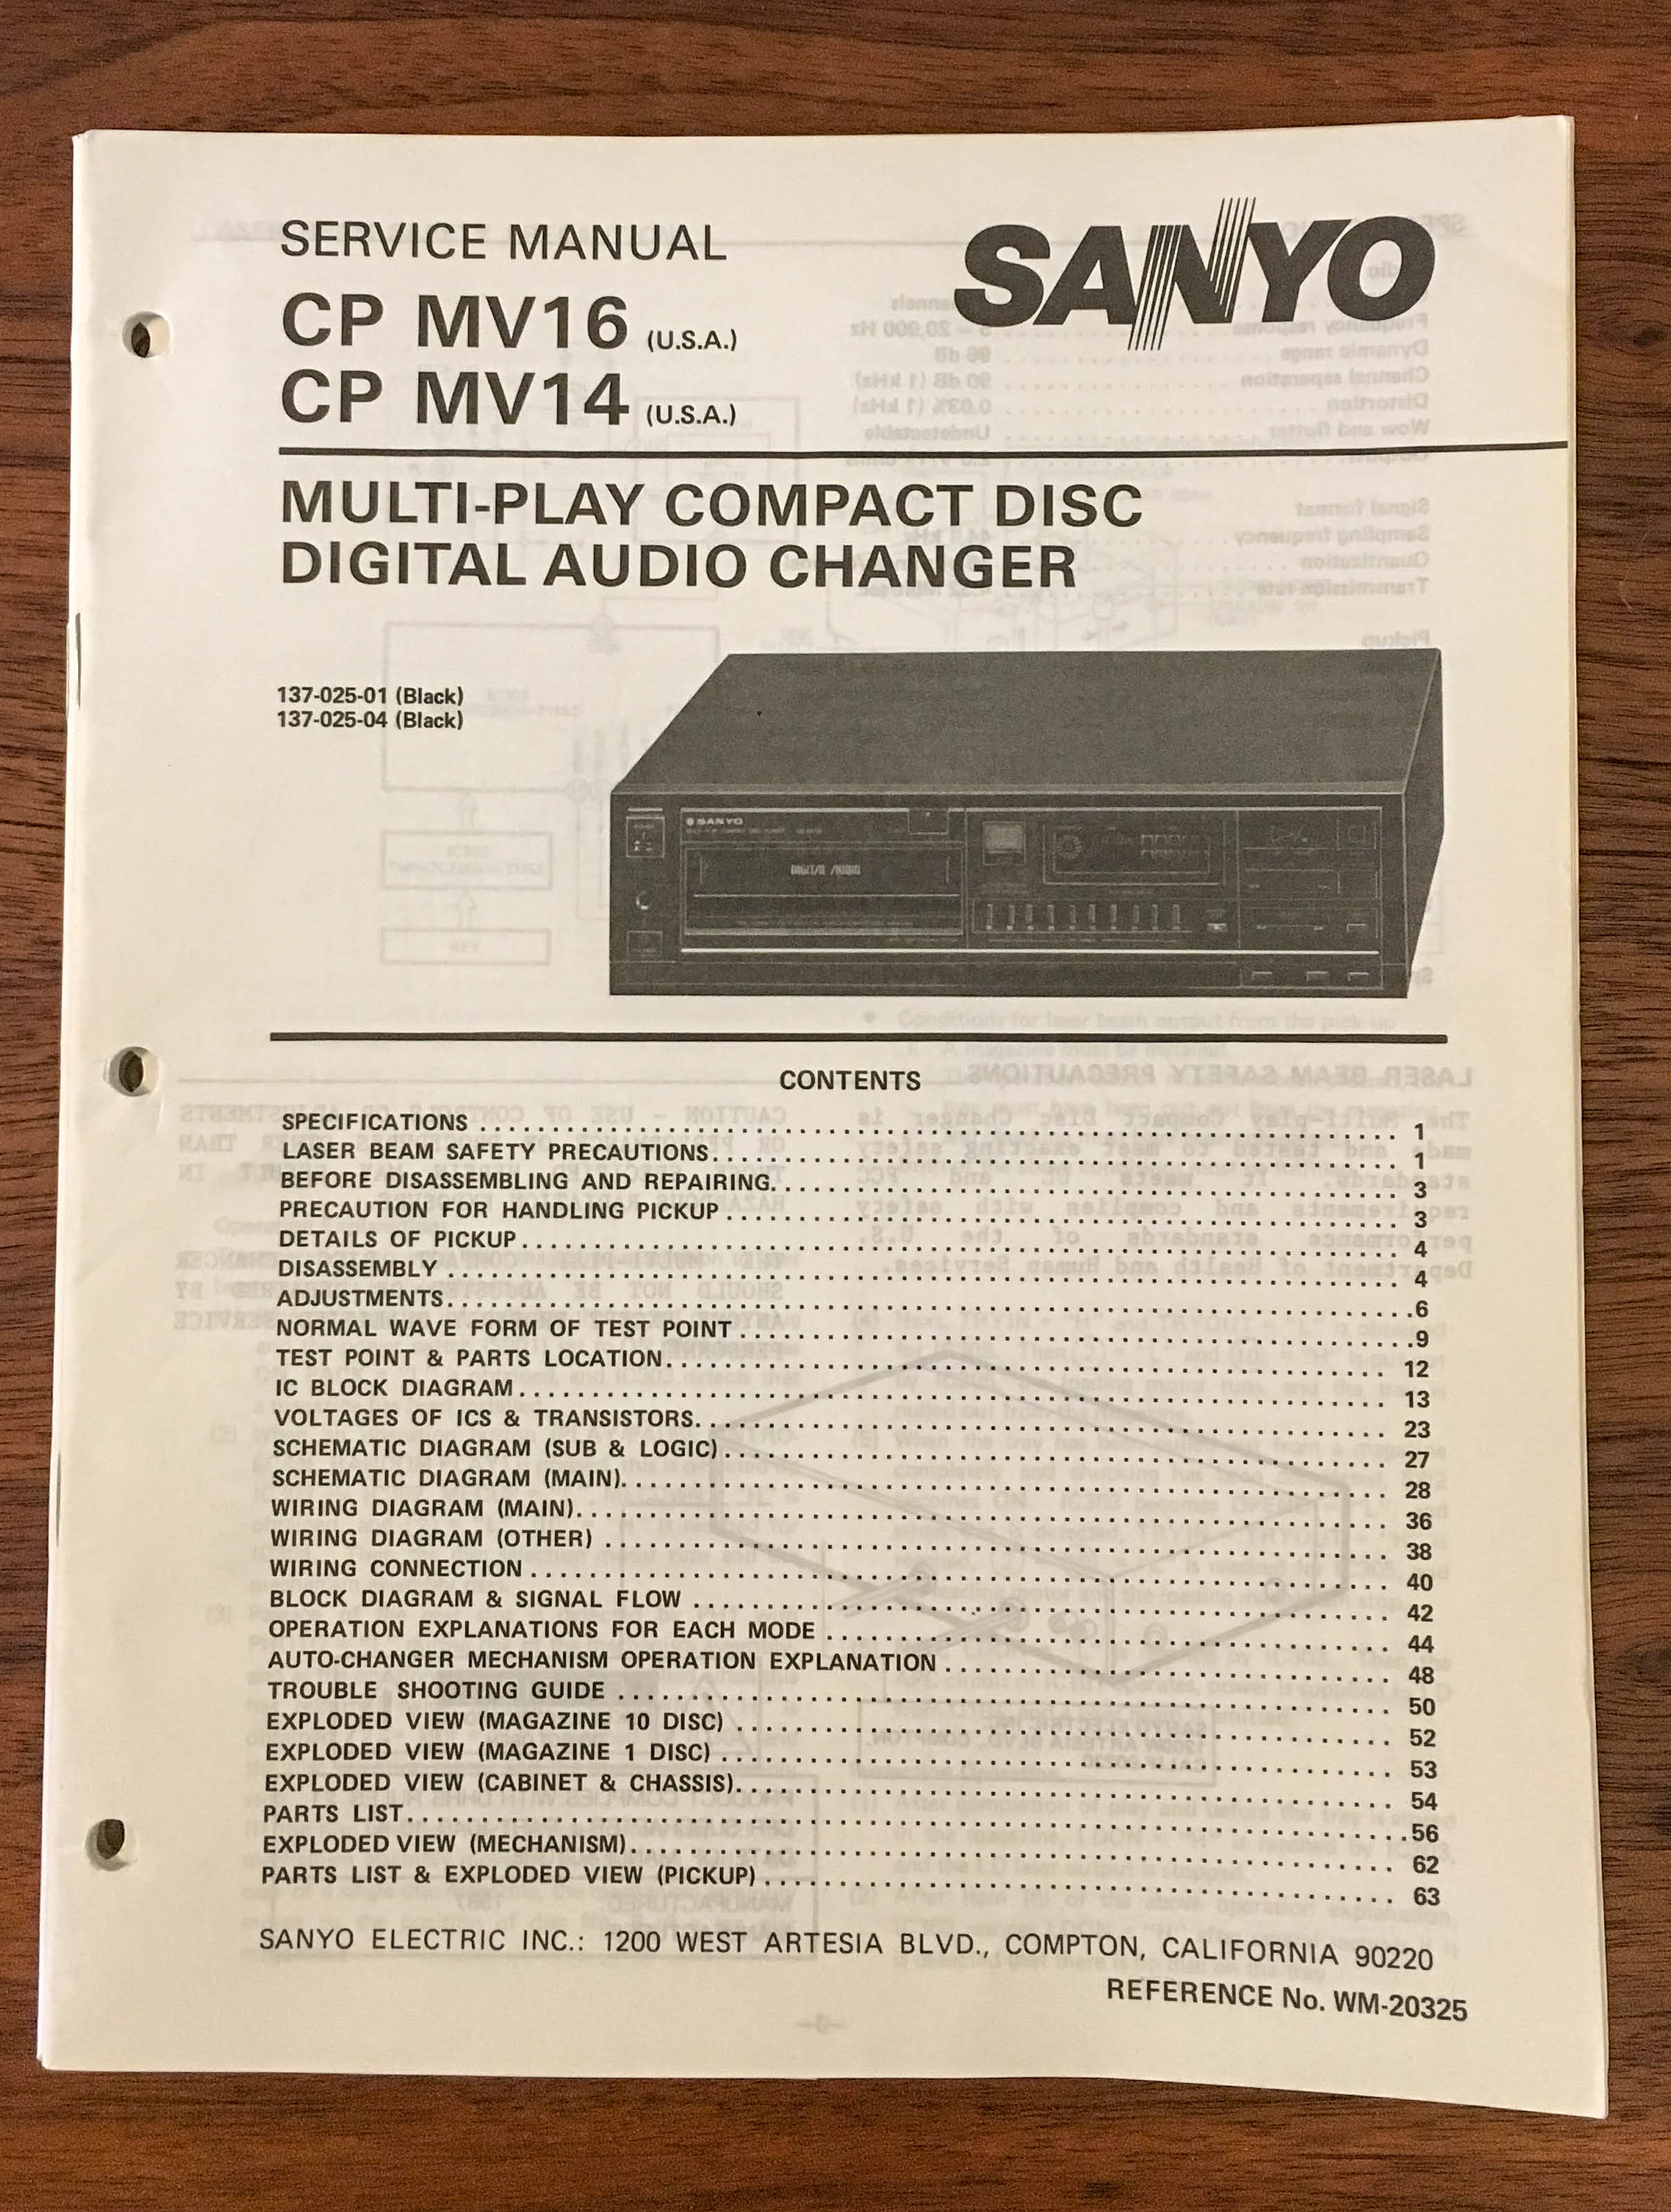 SERVICE MANUAL
SANYO
CP MV16 (U.S.A.)
CP MV14 (U.S.A.)
MULTI-PLAY COMPACT DISC
DIGITAL AUDIO CHANGER
137-025-01 (Black)
137-025-04 (Black)
SANYO
DIGITAL AUDIO
CONTENTS
SPECIFICATIONS 1
LASER BEAM SAFETY PRECAUTIONS 1
BEFORE DISASSEMBLING AND REPAIRING 3
PRECAUTION FOR HANDLING PICKUP 3
DETAILS OF PICKUP 4
DISASSEMBLY 4
ADJUSTMENTS 6
NORMAL WAVE FORM OF TEST POINT 9
TEST POINT & PARTS LOCATION 12
IC BLOCK DIAGRAM 13
VOLTAGES OF ICS & TRANSISTORS 23
SCHEMATIC DIAGRAM (SUB & LOGIC) 27
SCHEMATIC DIAGRAM (MAIN) 28
WIRING DIAGRAM (MAIN) 36
WIRING DIAGRAM (OTHER) 38
WIRING CONNECTION 40
BLOCK DIAGRAM & SIGNAL FLOW 42
OPERATION EXPLANATIONS FOR EACH MODE 44
AUTO-CHANGER MECHANISM OPERATION EXPLANATION 48
TROUBLE SHOOTING GUIDE 50
EXPLODED VIEW (MAGAZINE 10 DISC) 52
EXPLODED VIEW (MAGAZINE 1 DISC) 53
EXPLODED VIEW (CABINET & CHASSIS) 54
PARTS LIST 56
EXPLODED VIEW (MECHANISM) 62
PARTS LIST & EXPLODED VIEW (PICKUP) 63
SANYO ELECTRIC INC.: 1200 WEST ARTESIA BLVD., COMPTON, CALIFORNIA 90220
REFERENCE No. WM-20325